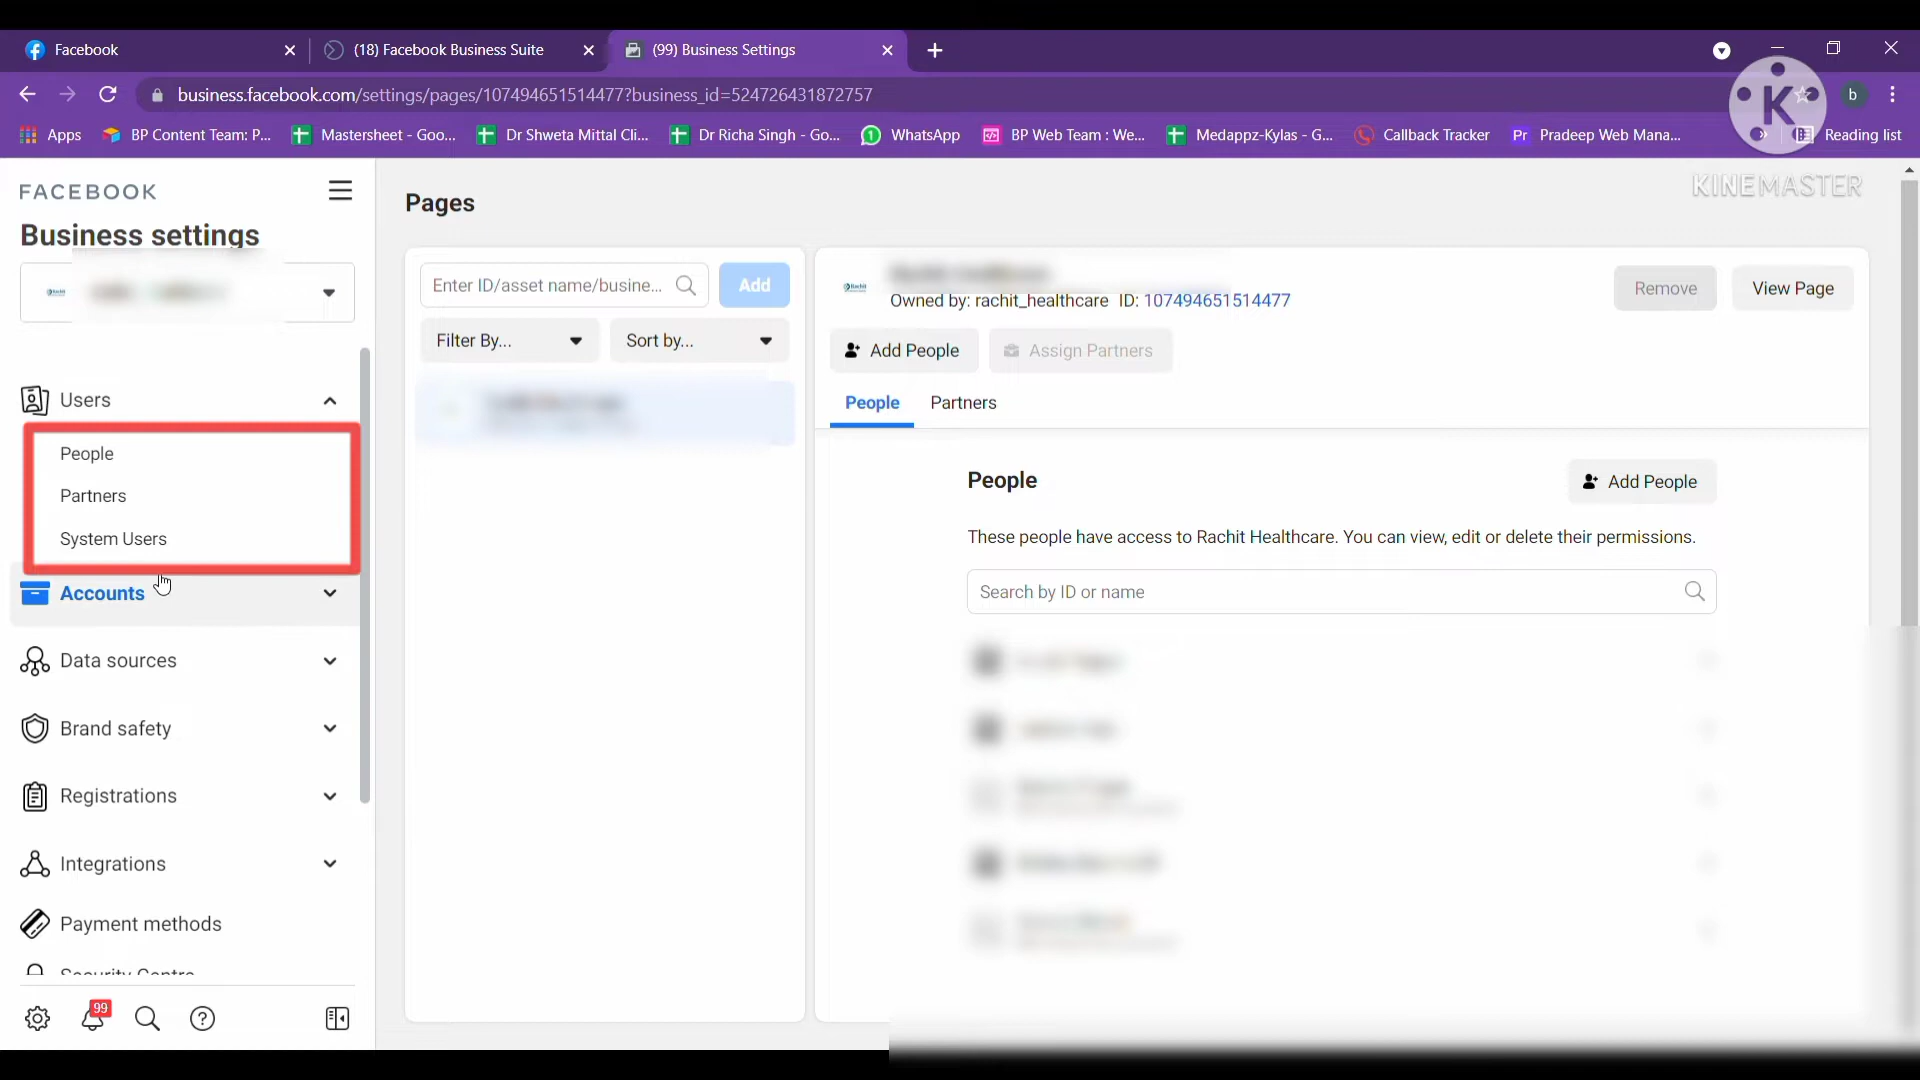 Facebook
(18) Facebook Business Suite
(99) Business Settings
business.facebook.com/settings/pages/107494651514477?business_id=524726431872757
b
Apps
BP Content Team: P...
Mastersheet - Goo...
Dr Shweta Mittal Cli...
Dr Richa Singh - Go...
WhatsApp
BP Web Team : We...
Medappz-Kylas - G...
Callback Tracker
Pr Pradeep Web Mana...
Reading list
K
KINEMASTER
FACEBOOK
Business settings
Users
People
Partners
System Users
Accounts
Data sources
Brand safety
Registrations
Integrations
Payment methods
Security Centre
99
Pages
Enter ID/asset name/busine...
Add
Filter By...
Sort by...
Owned by: rachit_healthcare ID: 107494651514477
Remove
View Page
Add People
Assign Partners
People
Partners
People
Add People
These people have access to Rachit Healthcare. You can view, edit or delete their permissions.
Search by ID or name